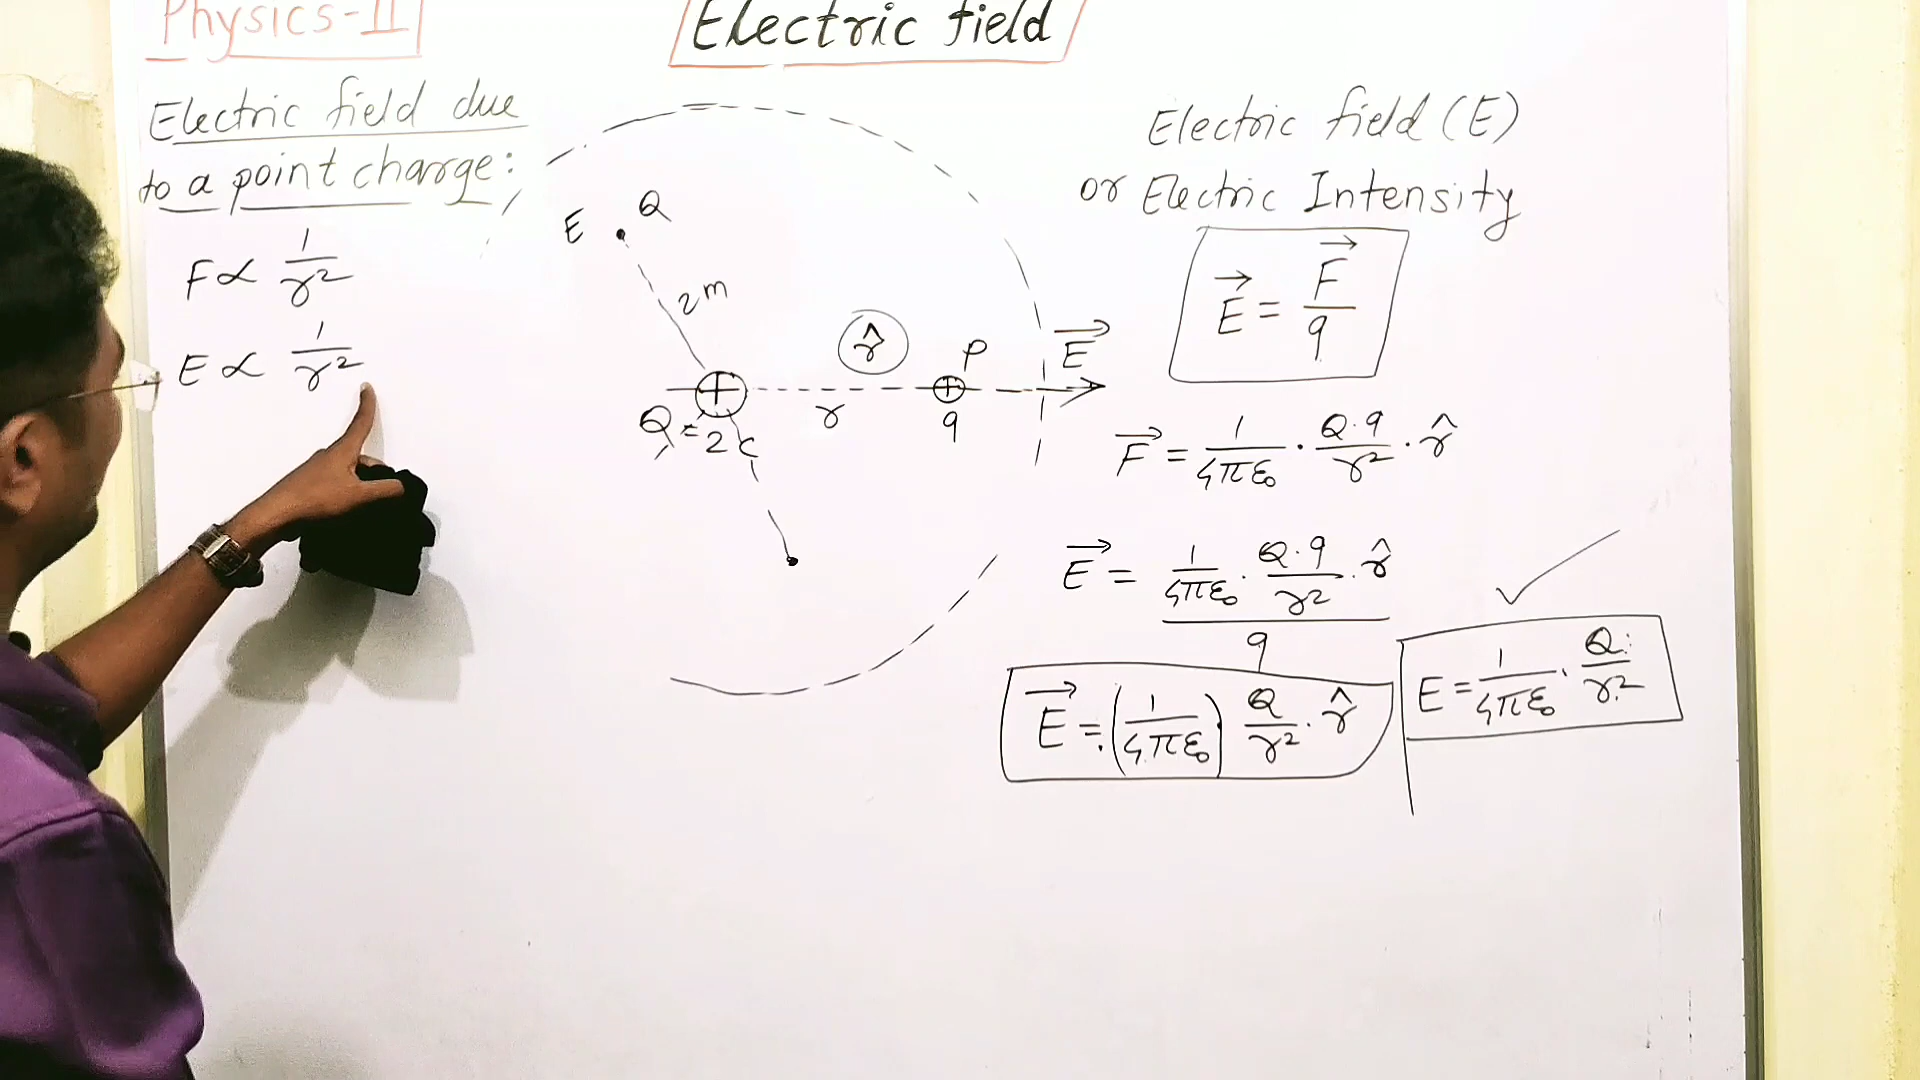 Physics-II
Electric field
Electric field due
to a point charge:
F ∝ 1/r²
E ∝ 1/r²
E Q
2m
r̂
P
E⃗
Q = 2 C
r
q
Electric field (E)
or Electric Intensity
E⃗ = F⃗/q
F⃗ = 1/4πε₀ · Q·q/r² · r̂
E⃗ = 1/4πε₀ · Q·q/r² · r̂ / q
E⃗ = (1/4πε₀) · Q/r² · r̂
E = 1/4πε₀ · Q/r²